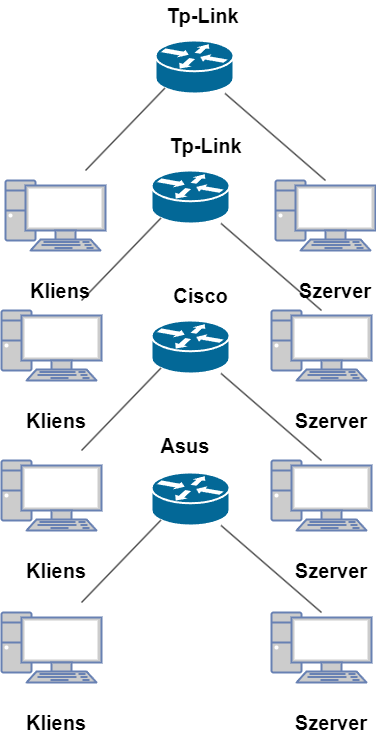 Tp-Link
Tp-Link
Kliens
Cisco
Szerver
Kliens
Asus
Szerver
Kliens
Szerver
Kliens
Szerver